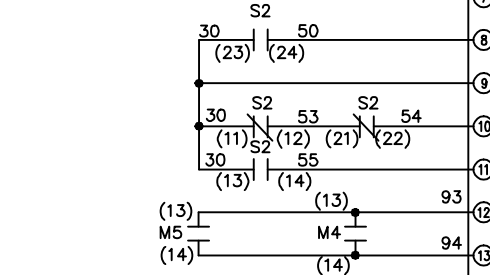 S2
30 50 8
(23) (24)
9
30 S2 53 S2 54 10
(11) (12) (21) (22)
30 S2 55 11
(13) (14)
(13) (13) 93 12
M5 M4
(14) (14) 94 13